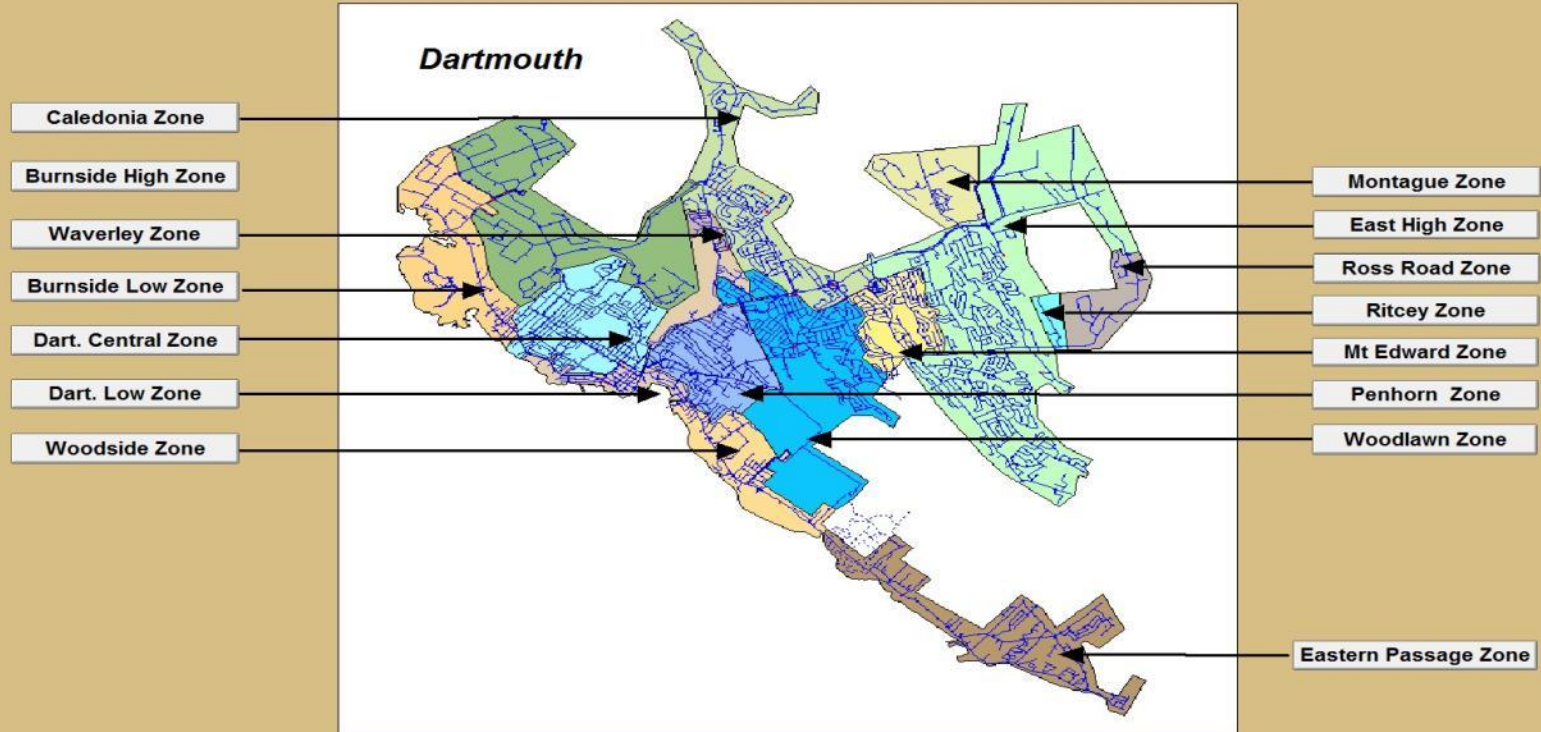 Dartmouth
Caledonia Zone
Burnside High Zone
Waverley Zone
Burnside Low Zone
Dart. Central Zone
Dart. Low Zone
Woodside Zone
Montague Zone
East High Zone
Ross Road Zone
Ritcey Zone
Mt Edward Zone
Penhorn Zone
Woodlawn Zone
Eastern Passage Zone